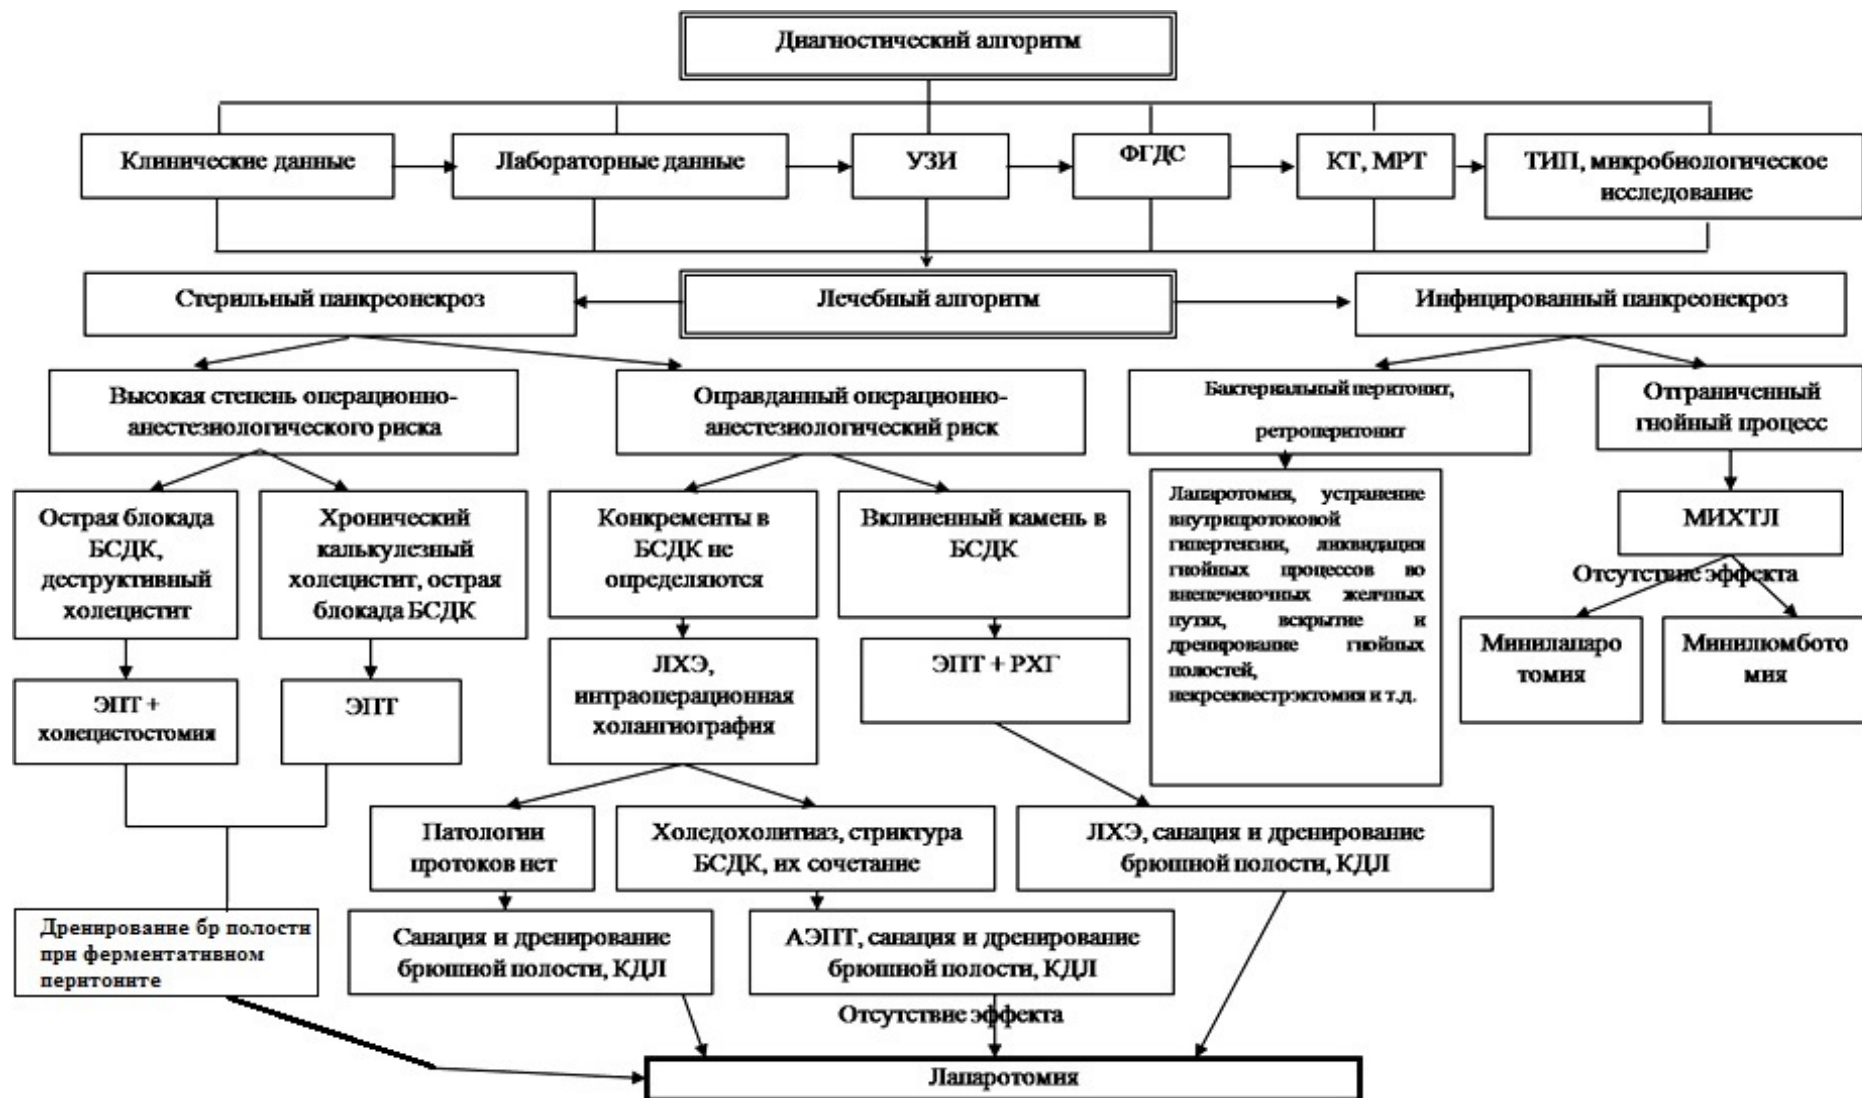 Диагностический алгоритм
Клинические данные
Лабораторные данные
УЗИ
ФГДС
КТ, МРТ
ТИП, микробиологическое
исследование
Стерильный панкреонекроз
Лечебный алгоритм
Инфицированный панкреонекроз
Высокая степень операционно-
анестезиологического риска
Оправданный операционно-
анестезиологический риск
Бактериальный перитонит,
ретроперитонит
Отграниченный
гнойный процесс
Острая блокада
БСДК,
деструктивный
холецистит
Хронический
калькулезный
холецистит, острая
блокада БСДК
Конкременты в
БСДК не
определяются
Вклиненный камень в
БСДК
Лапаротомия, устранение
внутрипротоковой
гипертензии, ликвидация
гнойных процессов во
внепеченочных желчных
путях, вскрытие и
дренирование гнойных
полостей,
некрсеквестрэктомия и т.д.
МИХТЛ
Отсутствие эффекта
Минилапаро
томия
Минилюмбото
мия
ЭПТ +
холецистостомия
ЭПТ
ЛХЭ,
интраоперационная
холангиография
ЭПТ + РХГ
Патологии
протоков нет
Холедохолитиаз, стриктура
БСДК, их сочетание
ЛХЭ, санация и дренирование
брюшной полости, КДЛ
Дренирование бр полости
при ферментативном
перитоните
Санация и дренирование
брюшной полости, КДЛ
АЭПТ, санация и дренирование
брюшной полости, КДЛ
Отсутствие эффекта
Лапаротомия